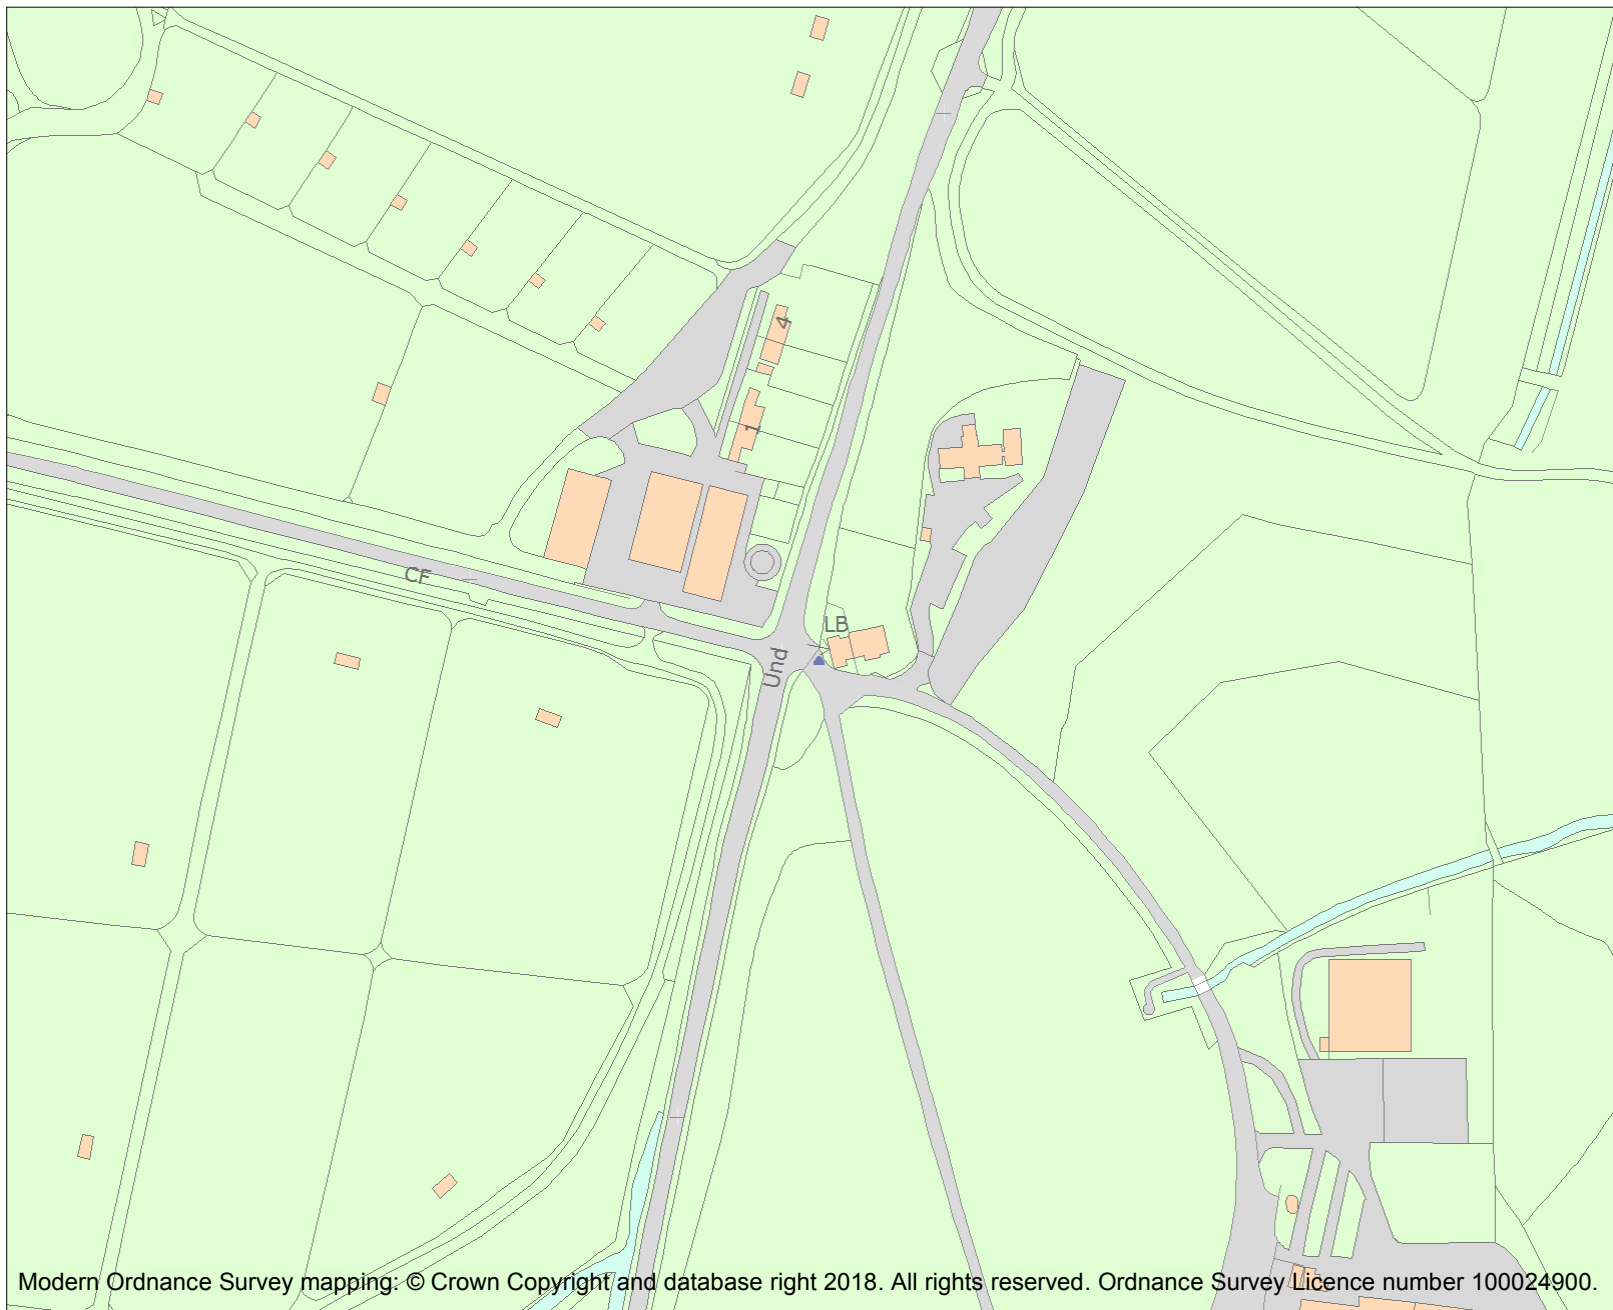 4
1
CF
LB
Und
Modern Ordnance Survey mapping: © Crown Copyright and database right 2018. All rights reserved. Ordnance Survey Licence number 100024900.